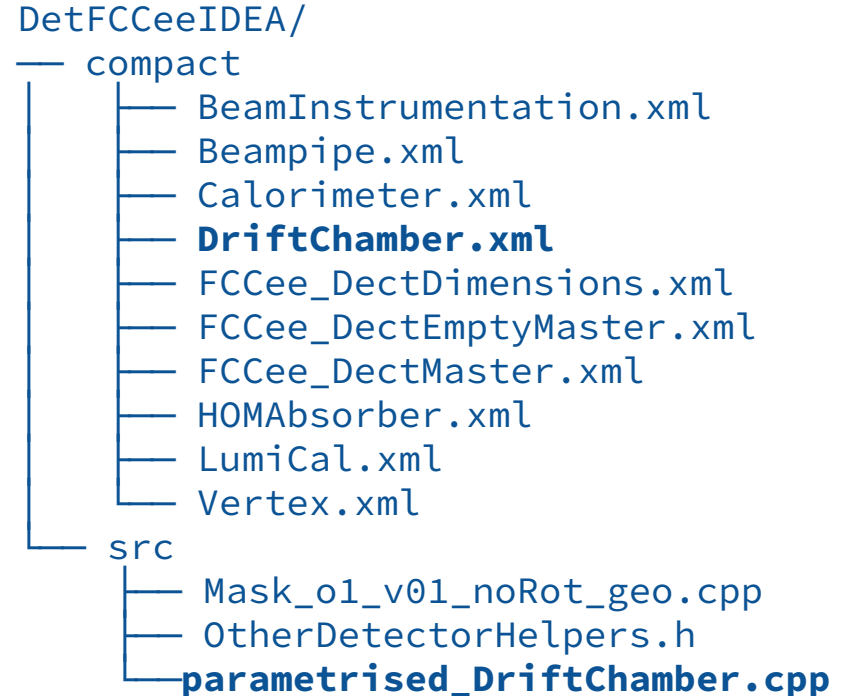 DetFCCeeIDEA/
── compact
├── BeamInstrumentation.xml
├── Beampipe.xml
├── Calorimeter.xml
├── DriftChamber.xml
├── FCCee_DectDimensions.xml
├── FCCee_DectEmptyMaster.xml
├── FCCee_DectMaster.xml
├── HOMAbsorber.xml
├── LumiCal.xml
└── Vertex.xml
└── src
├── Mask_o1_v01_noRot_geo.cpp
├── OtherDetectorHelpers.h
└──parametrised_DriftChamber.cpp